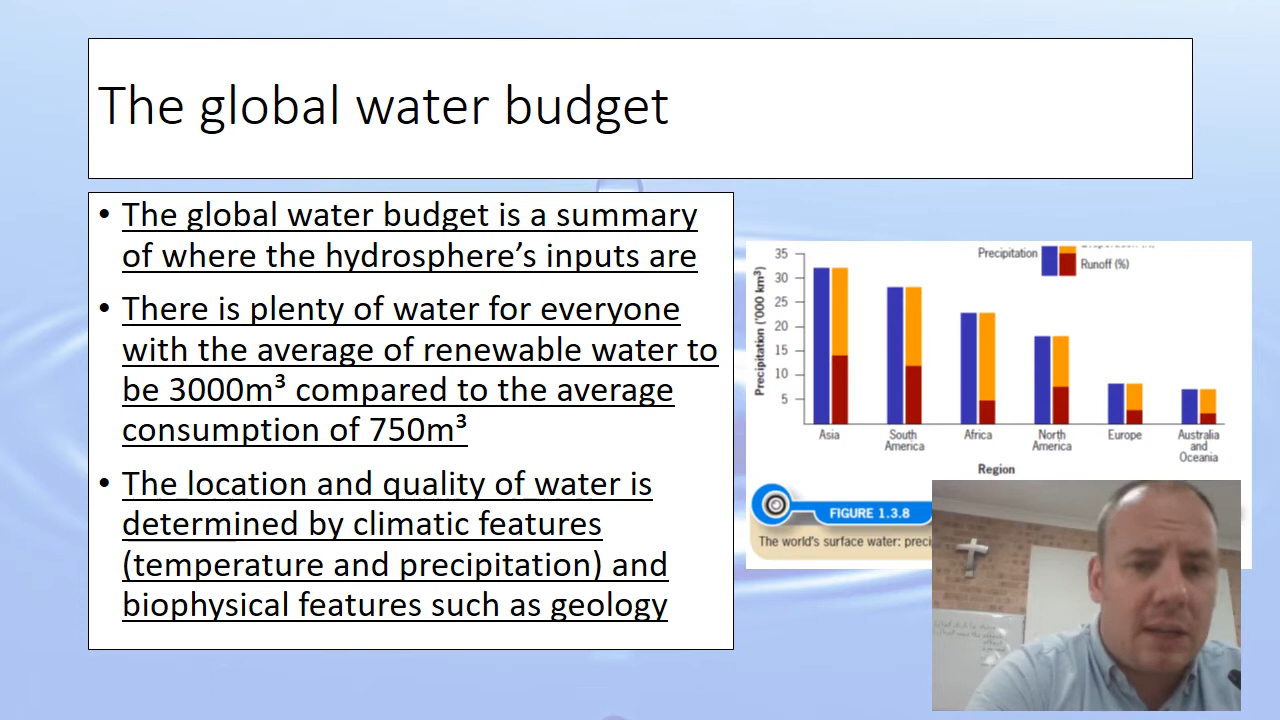 The global water budget
• The global water budget is a summary
of where the hydrosphere’s inputs are
• There is plenty of water for everyone
with the average of renewable water to
be 3000m³ compared to the average
consumption of 750m³
• The location and quality of water is
determined by climatic features
(temperature and precipitation) and
biophysical features such as geology
Precipitation
Runoff (%)
Precipitation ('000 km³)
35
30
25
20
15
10
5
Asia
South
America
Africa
North
America
Europe
Australia
and
Oceania
Region
FIGURE 1.3.8
The world's surface water: